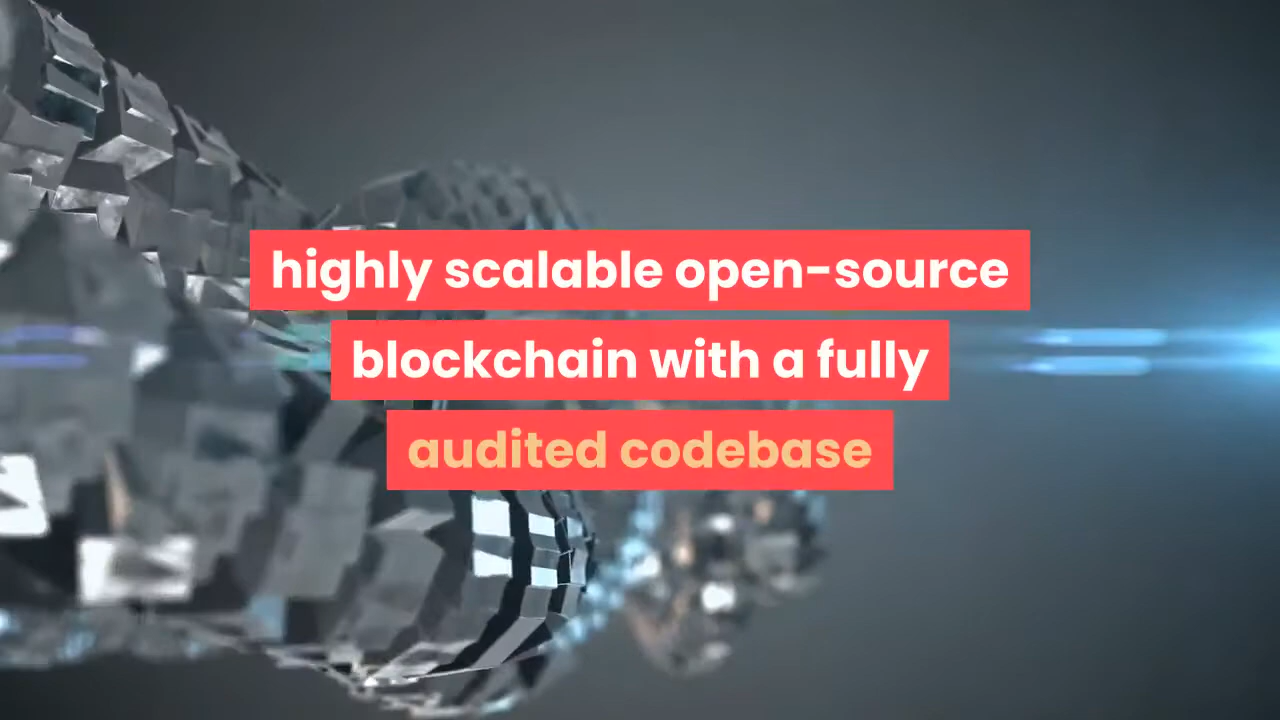 highly scalable open-source
blockchain with a fully
audited codebase